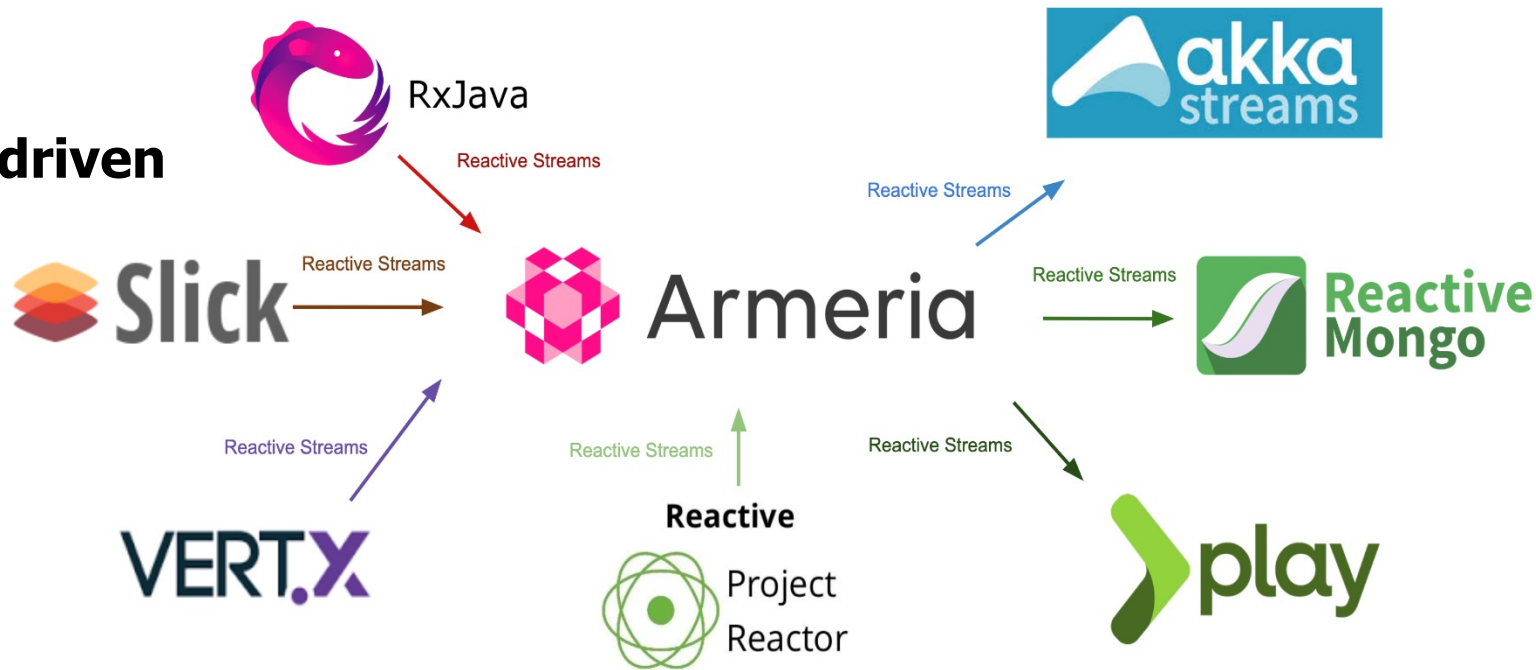 RxJava
akka
streams
driven
Reactive Streams
Reactive Streams
Slick
Reactive Streams
Armeria
Reactive Streams
Reactive
Mongo
Reactive Streams
Reactive Streams
Reactive Streams
VERT.X
Reactive
Project
Reactor
play